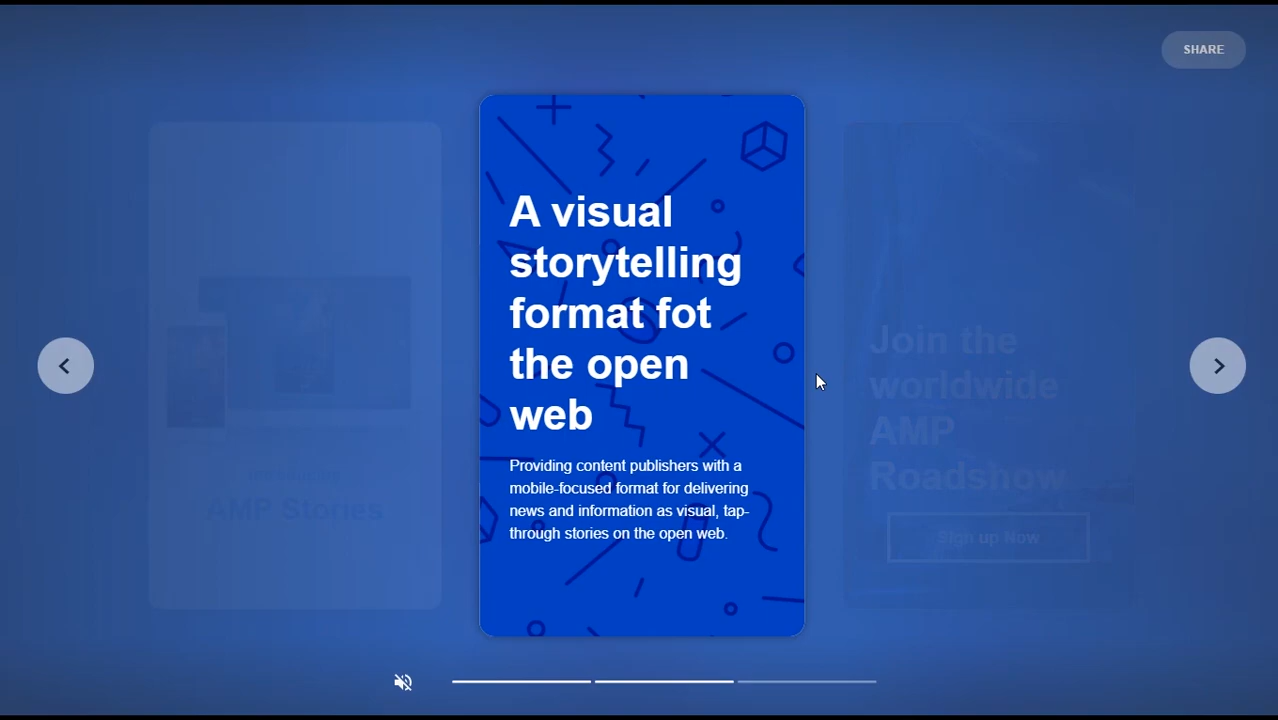 SHARE
A visual
storytelling
format fot
the open
web
Providing content publishers with a
mobile-focused format for delivering
news and information as visual, tap-
through stories on the open web.
AMP Stories
Join the
worldwide
AMP
Roadshow
Sign up Now